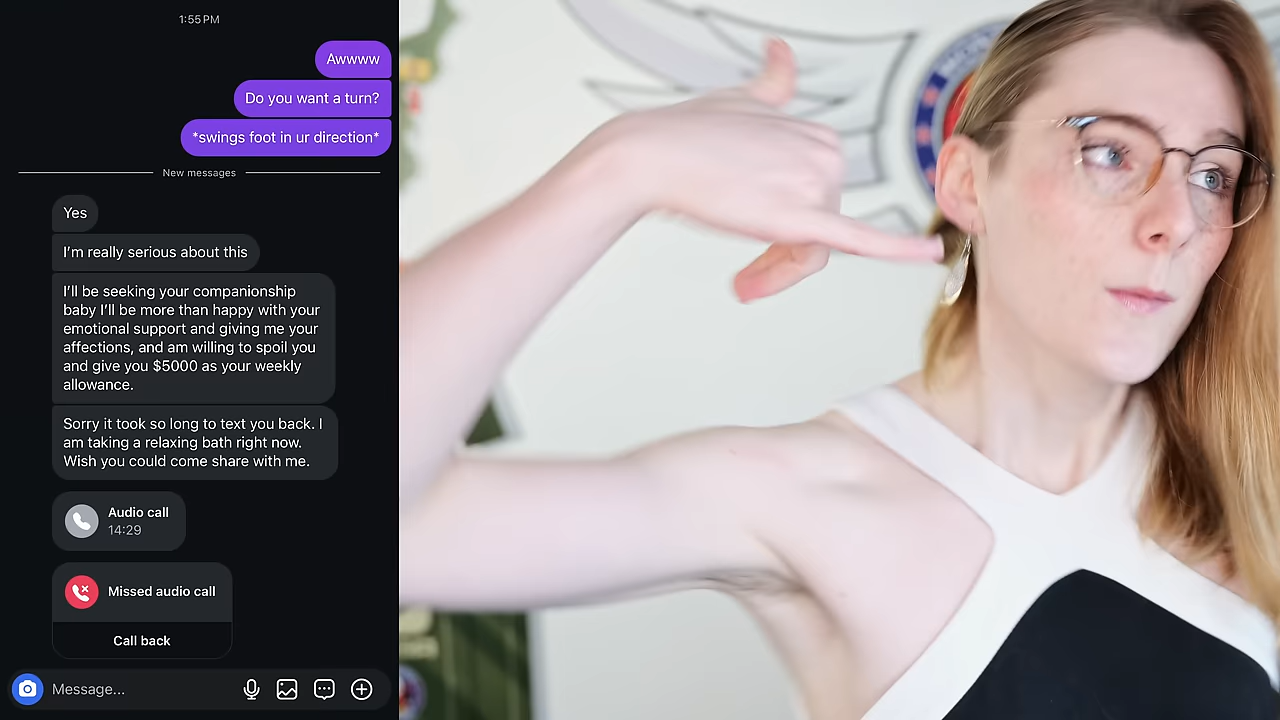 1:55 PM
Awwww
Do you want a turn?
*swings foot in ur direction*
New messages
Yes
I'm really serious about this
I'll be seeking your companionship
baby I'll be more than happy with your
emotional support and giving me your
affections, and am willing to spoil you
and give you $5000 as your weekly
allowance.
Sorry it took so long to text you back. I
am taking a relaxing bath right now.
Wish you could come share with me.
Audio call
14:29
Missed audio call
Call back
Message...